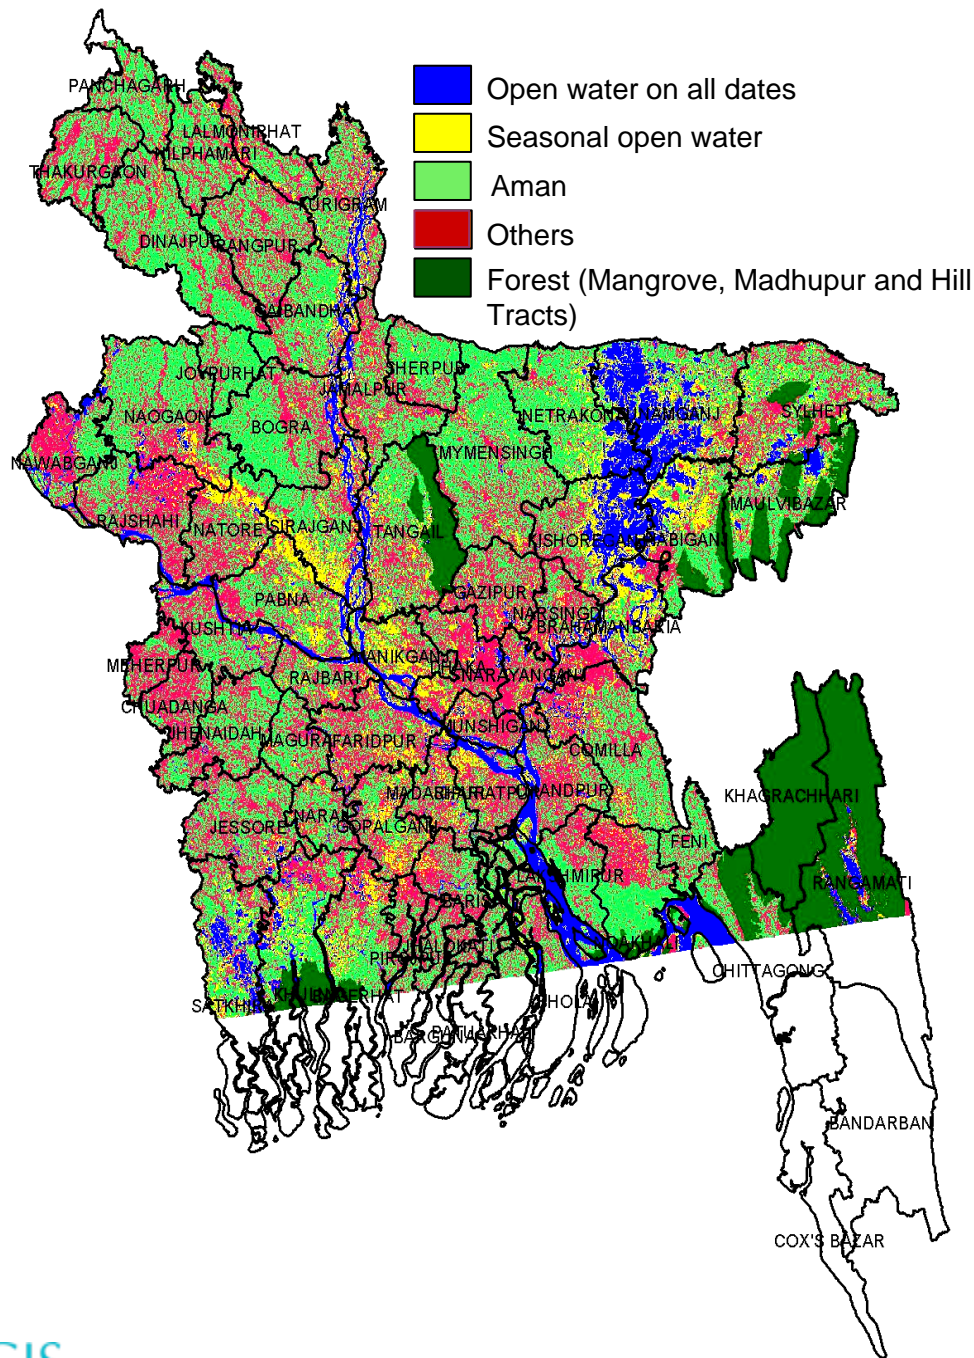 Open water on all dates
Seasonal open water
Aman
Others
Forest (Mangrove, Madhupur and Hill
Tracts)
PANCHAGARH
LALMONIRHAT
NILPHAMARI
THAKURGAON
KURIGRAM
DINAJPUR
RANGPUR
GAIBANDHA
SHERPUR
JOYPURHAT
JAMALPUR
NETRAKONA
SUNAMGANJ
SYLHET
NAOGAON
BOGRA
MYMENSINGH
NAWABGANJ
MAULVIBAZAR
RAJSHAHI
NATORE
SIRAJGANJ
TANGAIL
KISHOREGANJ
HABIGANJ
PABNA
GAZIPUR
NARSINGDI
BRAHAMANBARIA
KUSHTIA
MANIKGANJ
DHAKA
MEHERPUR
RAJBARI
NARAYANGANJ
CHUADANGA
MUNSHIGANJ
JHENAIDAH
MAGURA
FARIDPUR
COMILLA
MADARIPUR
SHARIATPUR
CHANDPUR
KHAGRACHHARI
NARAIL
JESSORE
GOPALGANJ
FENI
LAKSHMIPUR
RANGAMATI
BARISAL
JHALOKATI
NOAKHALI
PIROJPUR
CHITTAGONG
SATKHIRA
KHULNA
BAGERHAT
BHOLA
BARGUNA
PATUAKHALI
BANDARBAN
COX'S BAZAR